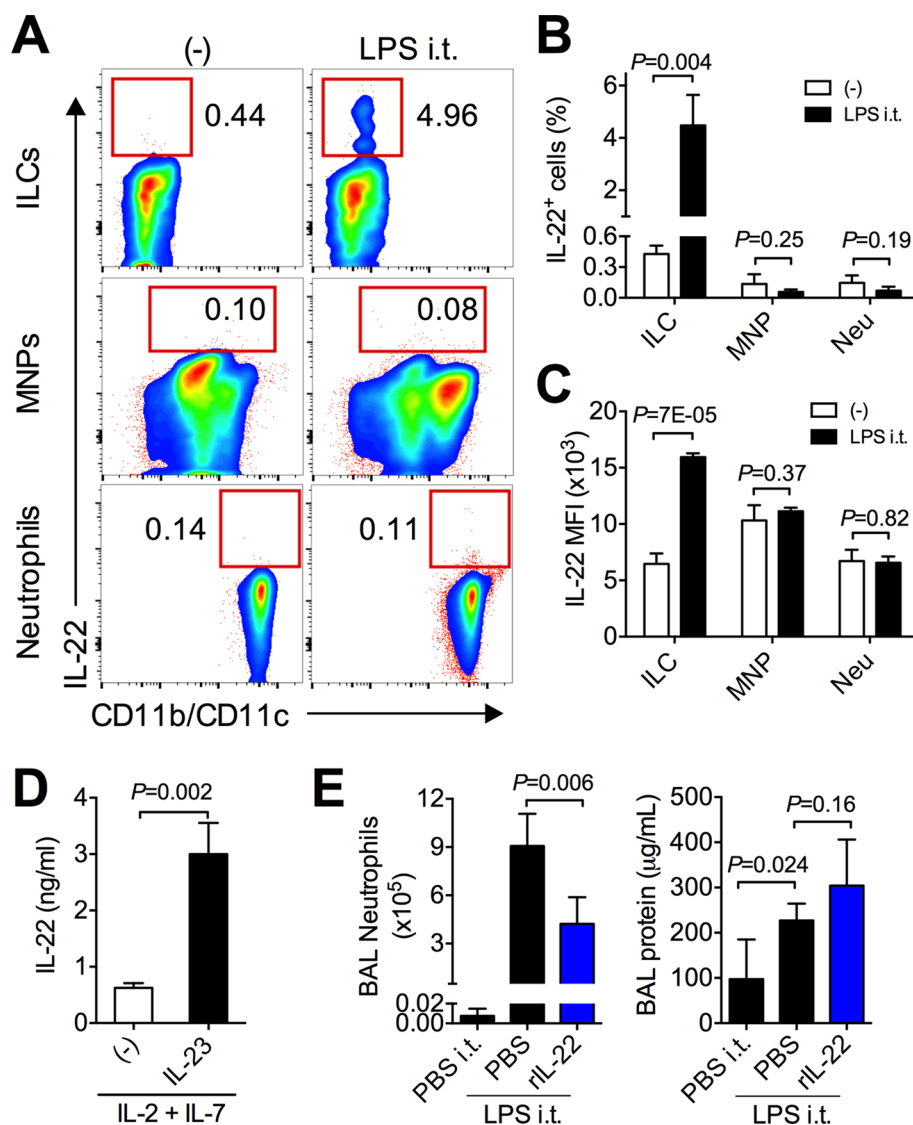 A
(-)
LPS i.t.
ILCs
0.44
4.96
MNPs
0.10
0.08
Neutrophils
0.14
0.11
IL-22
CD11b/CD11c
B
P=0.004
(-)
LPS i.t.
IL-22+ cells (%)
6
4
2
0.6
0.3
0.0
P=0.25
P=0.19
ILC
MNP
Neu
C
(-)
LPS i.t.
IL-22 MFI (x10³)
20
15
10
5
0
P=7E-05
P=0.37
P=0.82
ILC
MNP
Neu
D
P=0.002
IL-22 (ng/ml)
4
3
2
1
0
(-)
IL-23
IL-2 + IL-7
E
P=0.006
BAL Neutrophils
(x10⁵)
12
9
6
3
0.02
0.00
PBS i.t.
PBS
rIL-22
LPS i.t.
P=0.16
P=0.024
BAL protein (μg/mL)
500
400
300
200
100
0
PBS i.t.
PBS
rIL-22
LPS i.t.